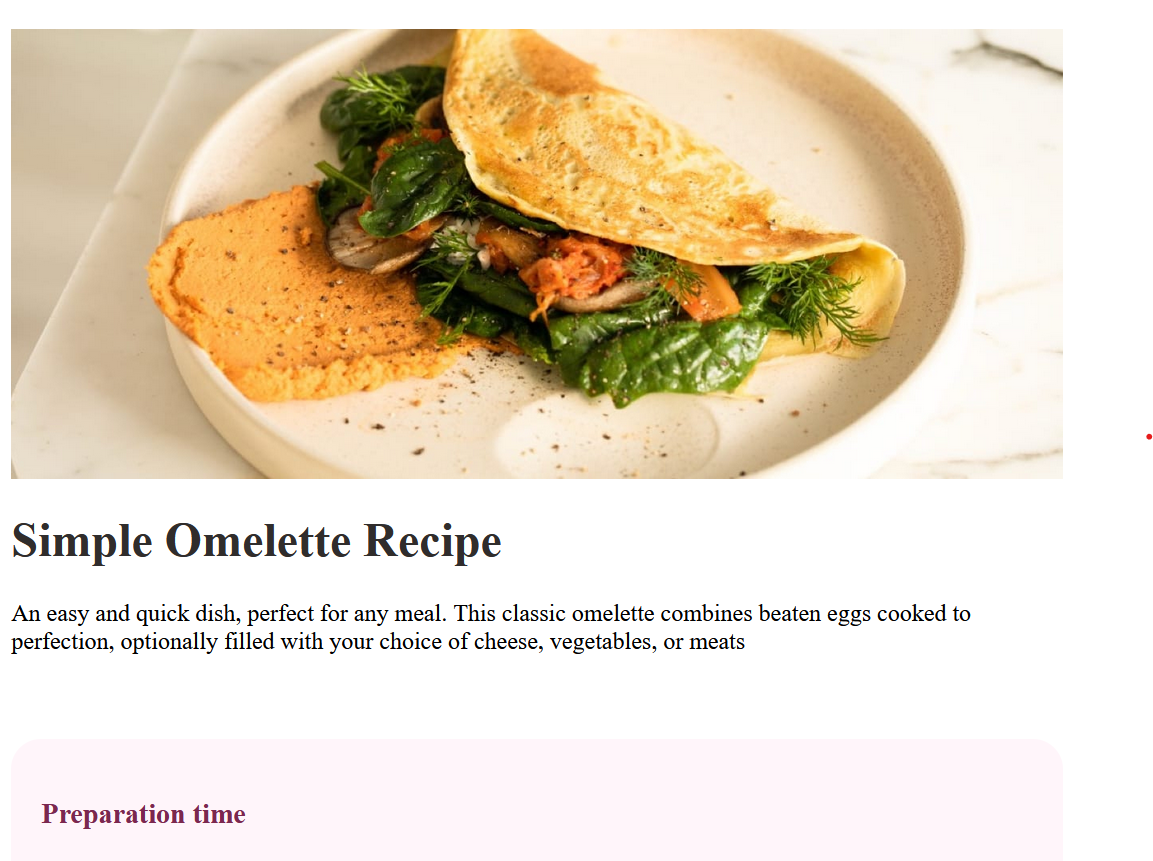 Simple Omelette Recipe
An easy and quick dish, perfect for any meal. This classic omelette combines beaten eggs cooked to
perfection, optionally filled with your choice of cheese, vegetables, or meats
Preparation time